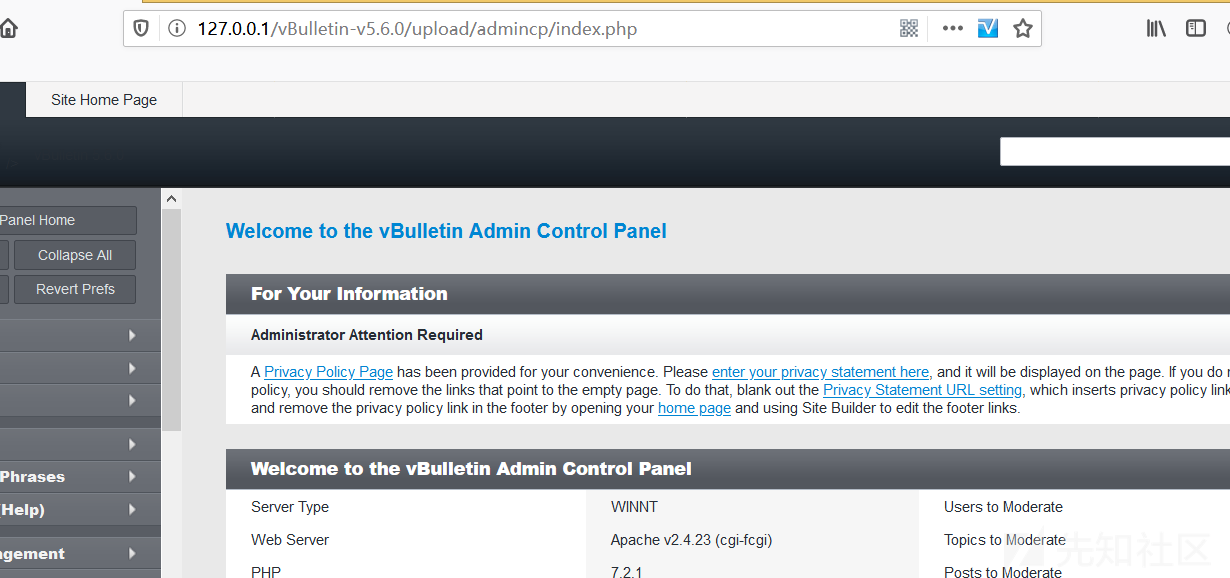 127.0.0.1/vBulletin-v5.6.0/upload/admincp/index.php
Site Home Page
Panel Home
Collapse All
Revert Prefs
Phrases
(Help)
Welcome to the vBulletin Admin Control Panel
For Your Information
Administrator Attention Required
A Privacy Policy Page has been provided for your convenience. Please enter your privacy statement here, and it will be displayed on the page. If you do
policy, you should remove the links that point to the empty page. To do that, blank out the Privacy Statement URL setting, which inserts privacy policy
and remove the privacy policy link in the footer by opening your home page and using Site Builder to edit the footer links.
Welcome to the vBulletin Admin Control Panel
Server Type WINNT Users to Moderate
Web Server Apache v2.4.23 (cgi-fcgi) Topics to Moderate
PHP 7.2.1 Posts to Moderate
先知社区